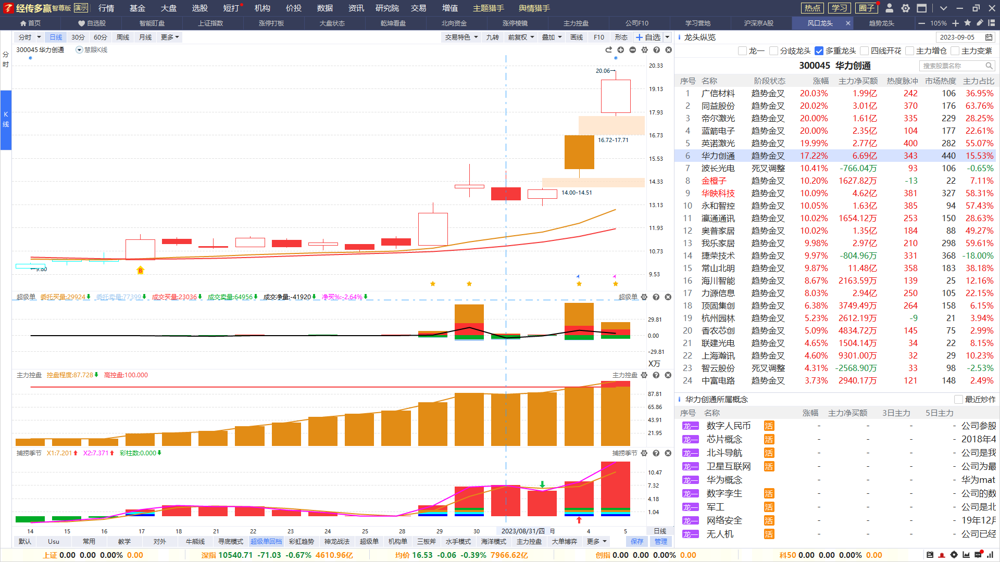 经传多赢 智尊版 演示 行情 基金 大盘 选股 短打 机构 价投 数据 资讯 研究院 交易 增值 主题猎手 舆情猎手 热点 学习 圈子
首页 自选股 智能盯盘 上证指数 涨停打板 大盘状态 乾坤看盘 北向资金 涨停棱镜 主力控盘 公司F10 学习营地 沪深京A股 风口龙头 趋势龙头 105%
分时 日线 30分 60分 周线 月线 更多 交易特色 九转 前复权 叠加 画线 F10 形态 自选
分时
K线
300045 华力创通 慧眼K线
20.33
20.06
19.13
17.93
16.73
16.72-17.71
15.53
14.33
14.00-14.51
13.13
11.93
10.73
9.80
9.53
B
超级单 委托买量:29924 委托卖量:77399 成交买量:23036 成交卖量:64956 成交净量:-41920 净买%:-2.64% 超级单
29.81
0.00
-29.81
X万
主力控盘 控盘程度:87.728 高控盘:100.000 主力控盘
87.81
65.86
43.91
21.95
捕捞季节 X1:7.201 X2:7.371 彩柱数:0.000 捕捞季节
10.47
7.32
4.18
1.04
14 15 16 17 18 21 22 23 24 25 28 29 30 2023/08/31/四 月 4 5 日线
默认 Usu 常用 教学 对外 牛能线 寻底模式 超级单回档 彩虹趋势 神龙战法 超级单 机构单 三板斧 水手模式 海洋模式 主力控盘 大单博弈 更多 保存 管理
龙头纵览 2023-09-05
龙一 分歧龙头 多重龙头 四线开花 主力增仓 主力变紫
300045 华力创通 搜索股票名称
序号 名称 阶段状态 涨幅 主力净买额 热度脉冲 市场热度 主力占比
1 广信材料 趋势金叉 20.03% 1.99亿 242 106 36.95%
2 同益股份 趋势金叉 20.02% 3.01亿 370 176 63.76%
3 帝尔激光 趋势金叉 20.00% 1.61亿 335 229 28.25%
4 蓝箭电子 趋势金叉 20.00% 2.35亿 104 177 22.61%
5 英诺激光 趋势金叉 19.99% 2.77亿 400 282 55.07%
6 华力创通 趋势金叉 17.22% 6.69亿 343 440 15.53%
7 波长光电 死叉调整 10.41% -766.04万 93 106 -0.65%
8 金橙子 趋势金叉 10.20% 1627.82万 -13 22 7.11%
9 华映科技 趋势金叉 10.09% 4.62亿 381 327 58.31%
10 永和智控 趋势金叉 10.05% 1.63亿 385 94 57.43%
11 瀛通通讯 趋势金叉 10.02% 1654.12万 253 150 28.63%
12 奥普家居 趋势金叉 10.02% 1.35亿 184 88 49.27%
13 我乐家居 趋势金叉 9.98% 2.97亿 210 298 59.61%
14 捷荣技术 趋势金叉 9.97% -804.96万 331 368 -18.00%
15 常山北明 趋势金叉 9.87% 11.48亿 358 183 38.18%
16 海川智能 趋势金叉 8.67% 2163.59万 139 25 12.16%
17 力源信息 趋势金叉 8.03% 2.94亿 250 105 22.15%
18 顶固集创 趋势金叉 6.38% 3749.49万 264 158 6.15%
19 杭州园林 趋势金叉 5.23% 2612.19万 -9 21 3.94%
20 香农芯创 趋势金叉 5.09% 4834.72万 145 75 2.99%
21 联建光电 趋势金叉 4.65% 1504.14万 34 22 8.15%
22 上海瀚讯 趋势金叉 4.60% 9301.00万 32 29 10.23%
23 智云股份 死叉调整 4.31% -2568.90万 33 98 -2.53%
24 中富电路 趋势金叉 3.73% 2940.17万 121 148 2.49%
华力创通所属概念 最近炒作
序号 名称 涨幅 主力净买额 3日主力 5日主力
龙一 数字人民币 活 - - - - 公司参股
龙一 芯片概念 活 - - - - 2018年4
龙一 北斗导航 活 - - - - 公司是我
龙一 卫星互联网 活 - - - - 公司为最
龙一 华为概念 - - - - 华为mat
龙一 数字孪生 活 - - - - 公司的数
龙一 军工 活 - - - - 公司是北
龙一 网络安全 活 - - - - 19年12月
龙一 无人机 活 - - - - 公司已经
上证 0.00 0.00 0.00% 0.00 深指 10540.71 -71.03 -0.67% 4610.96亿 均价 16.53 -0.06 -0.39% 7966.62亿 创指 0.00 0.00 0.00% 0.00 科50 0.00 0.00 0.00% 0.00